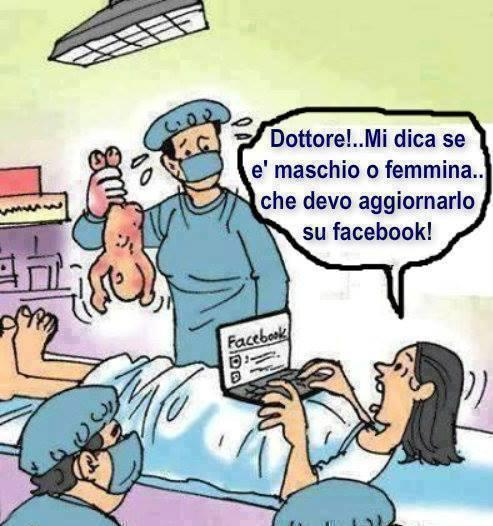 Dottore!..Mi dica se
e' maschio o femmina..
che devo aggiornarlo
su facebook!
Facebook